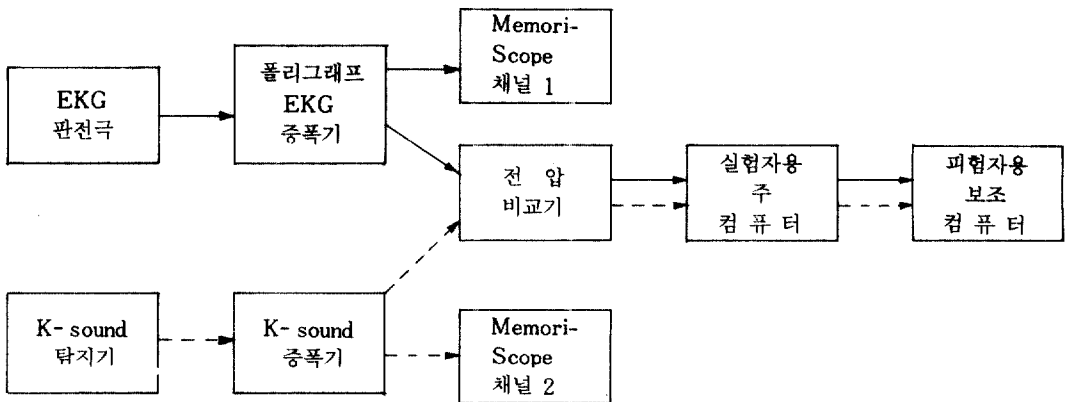 EKG
판전극
폴리그래프
EKG
증폭기
Memori-
Scope
채널 1
전 압
비교기
실험자용
주
컴 퓨 터
피험자용
보조
컴 퓨 터
K- sound
탐지기
K- sound
증폭기
Memori-
Scope
채널 2